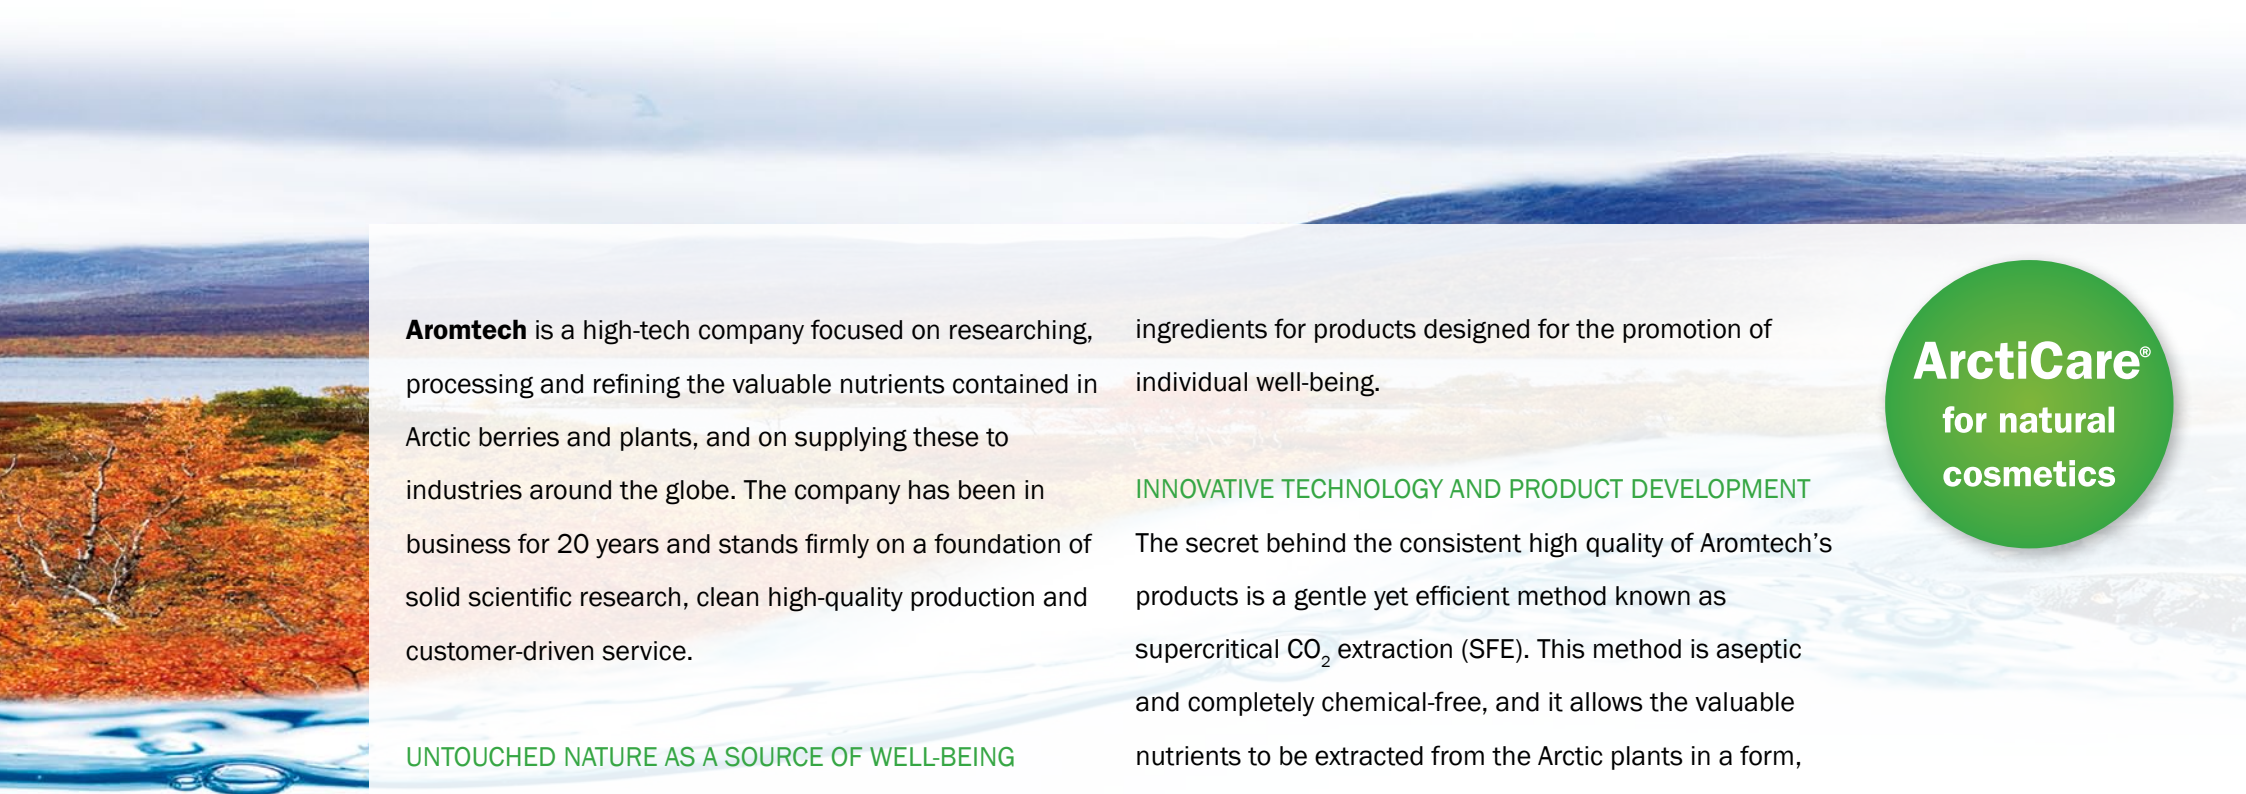 Aromtech is a high-tech company focused on researching,
processing and refining the valuable nutrients contained in
Arctic berries and plants, and on supplying these to
industries around the globe. The company has been in
business for 20 years and stands firmly on a foundation of
solid scientific research, clean high-quality production and
customer-driven service.
UNTOUCHED NATURE AS A SOURCE OF WELL-BEING
ingredients for products designed for the promotion of
individual well-being.
INNOVATIVE TECHNOLOGY AND PRODUCT DEVELOPMENT
The secret behind the consistent high quality of Aromtech’s
products is a gentle yet efficient method known as
supercritical CO₂ extraction (SFE). This method is aseptic
and completely chemical-free, and it allows the valuable
nutrients to be extracted from the Arctic plants in a form,
ArctiCare®
for natural
cosmetics